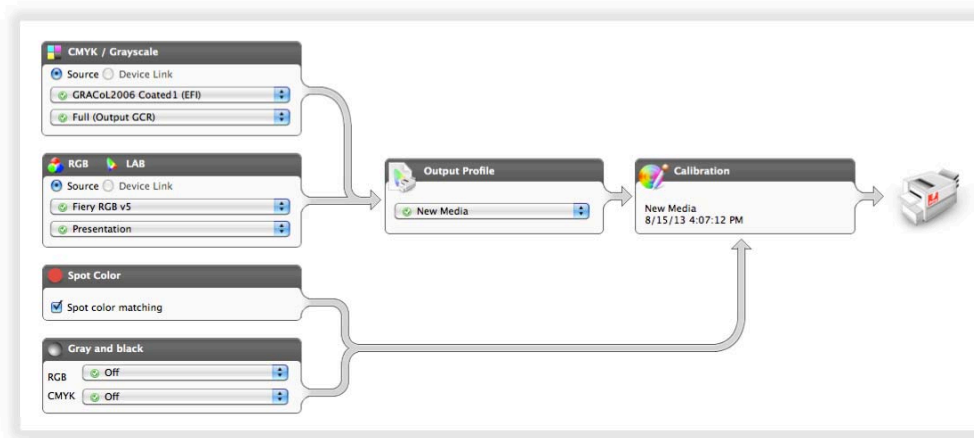 CMYK / Grayscale
Source Device Link
GRACoL2006 Coated1 (EFI)
Full (Output GCR)
RGB LAB
Source Device Link
Fiery RGB v5
Presentation
Output Profile
New Media
Calibration
New Media
8/15/13 4:07:12 PM
Spot Color
Spot color matching
Gray and black
RGB Off
CMYK Off